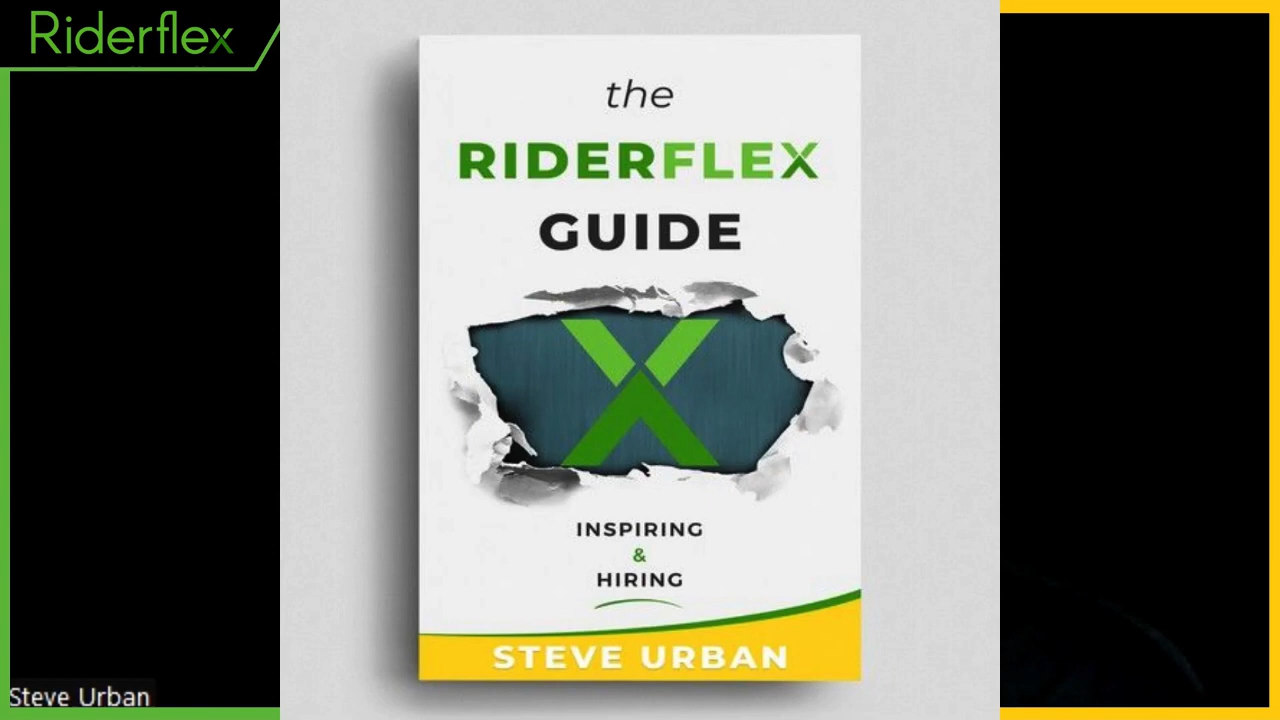 Riderflex
the
RIDERFLEX
GUIDE
X
INSPIRING
&
HIRING
STEVE URBAN
Steve Urban